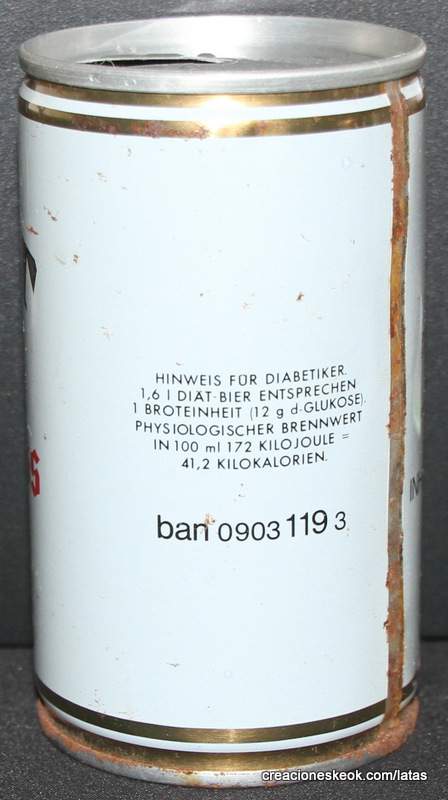 HINWEIS FÜR DIABETIKER.
1,6 l DIÄT-BIER ENTSPRECHEN
1 BROTEINHEIT (12 g d-GLUKOSE).
PHYSIOLOGISCHER BRENNWERT
IN 100 ml 172 KILOJOULE =
41,2 KILOKALORIEN.
ban 0903 119 3
creacioneskeok.com/latas